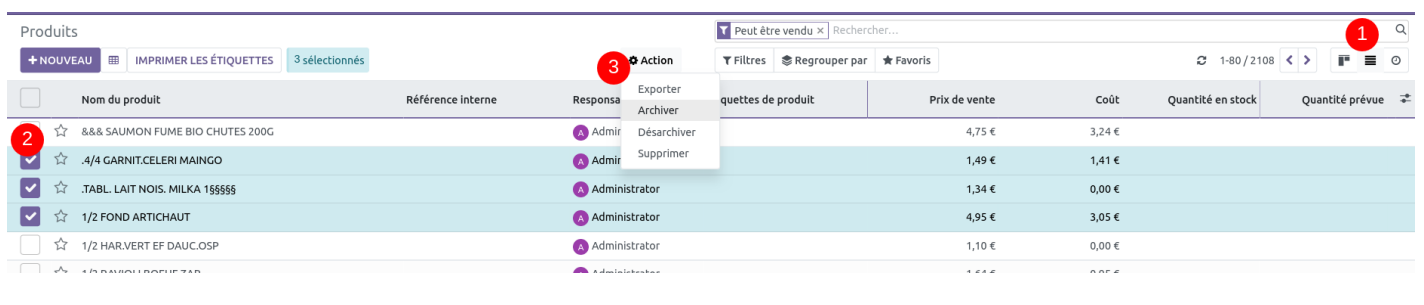 Produits
Peut être vendu × Rechercher...
1
+ NOUVEAU IMPRIMER LES ÉTIQUETTES 3 sélectionnés
3
Action
Filtres Regrouper par Favoris
1-80 / 2108
Nom du produit Référence interne Responsa quettes de produit Prix de vente Coût Quantité en stock Quantité prévue
Exporter
Archiver
Désarchiver
Supprimer
2
&&& SAUMON FUME BIO CHUTES 200G A Admir 4,75 € 3,24 €
.4/4 GARNIT.CELERI MAINGO A Admir 1,49 € 1,41 €
.TABL. LAIT NOIS. MILKA 1§§§§§ A Administrator 1,34 € 0,00 €
1/2 FOND ARTICHAUT A Administrator 4,95 € 3,05 €
1/2 HAR.VERT EF DAUC.OSP A Administrator 1,10 € 0,00 €